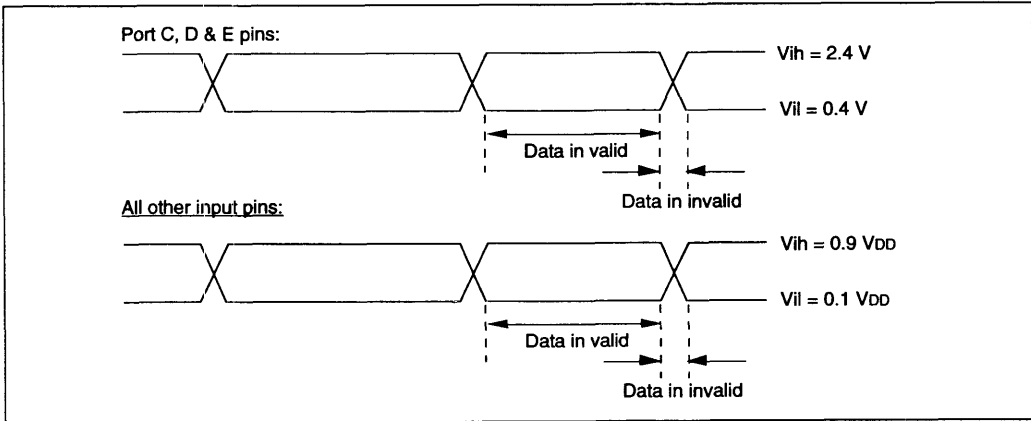 Port C, D & E pins:
Vih = 2.4 V
Vil = 0.4 V
Data in valid
Data in invalid
All other input pins:
Vih = 0.9 VDD
Vil = 0.1 VDD
Data in valid
Data in invalid